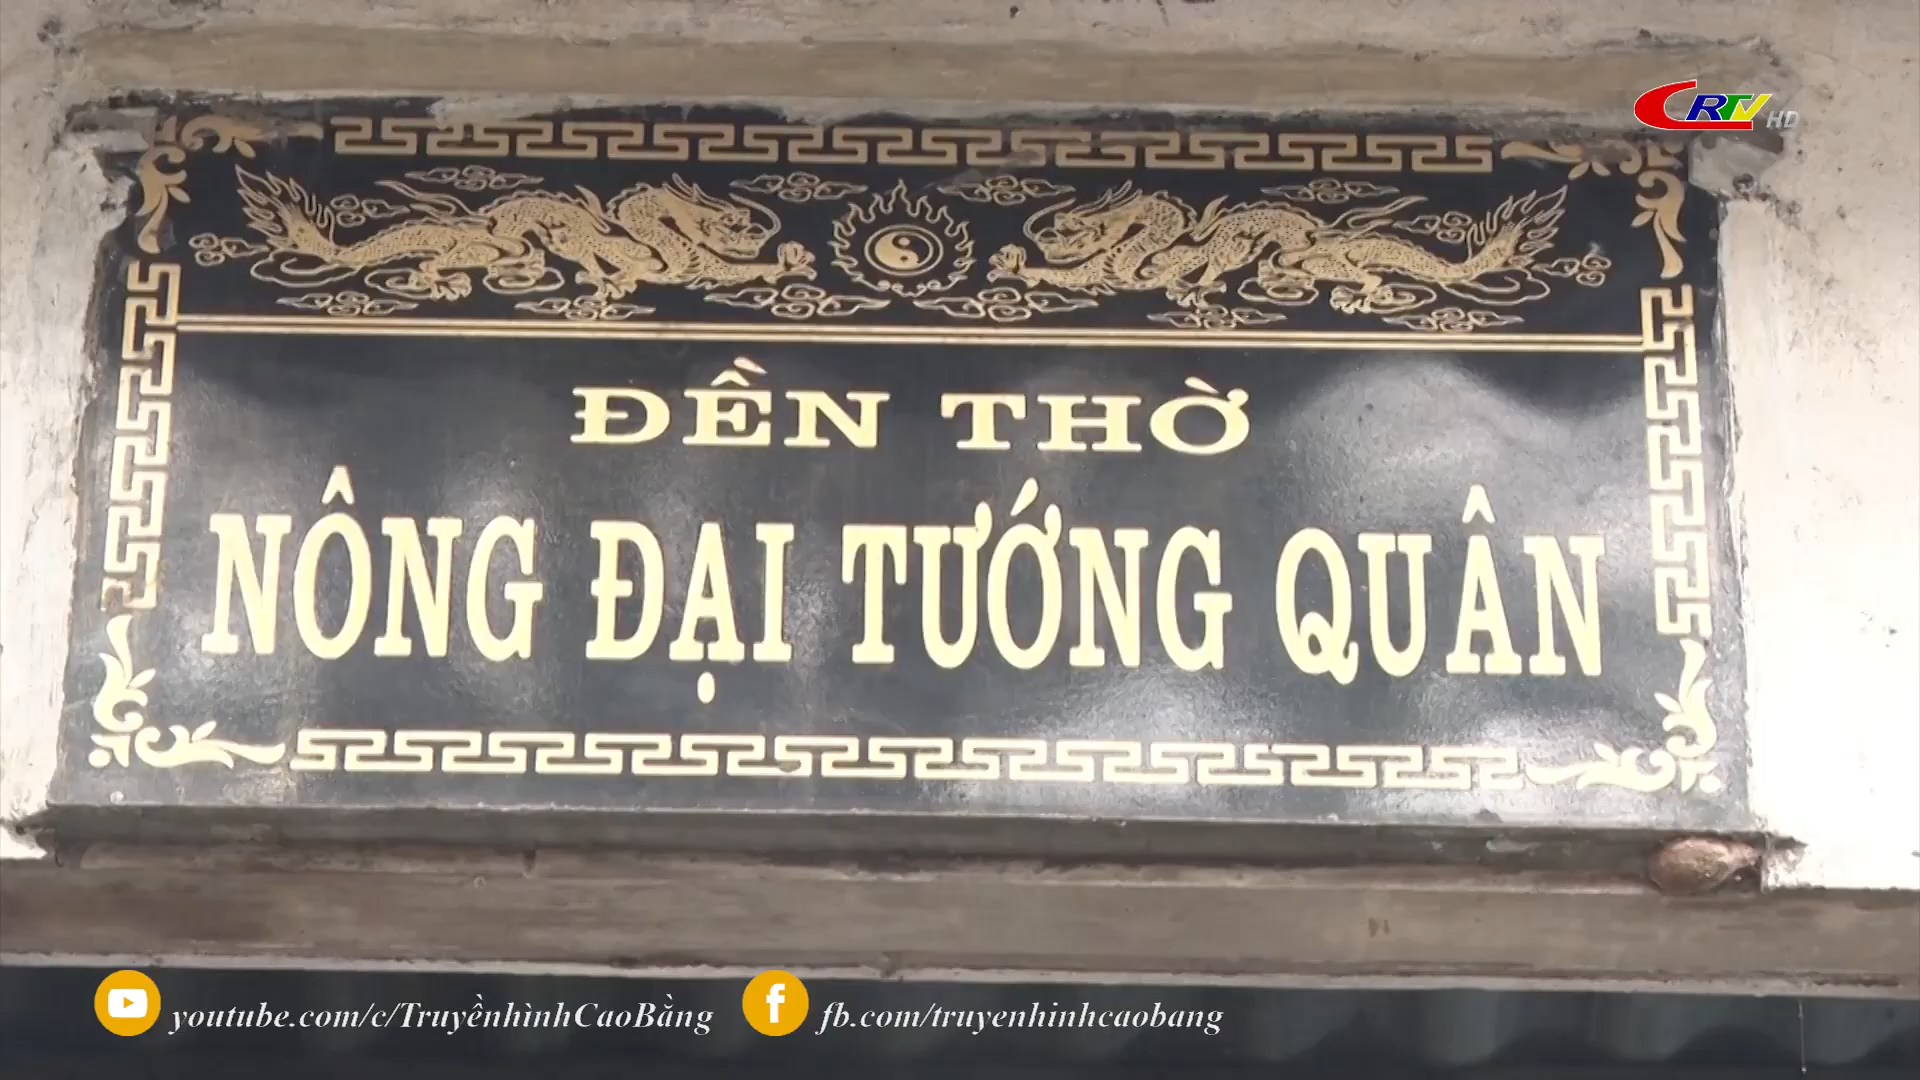 CRTV HD
ĐỀN THỜ
NÔNG ĐẠI TƯỚNG QUÂN
youtube.com/c/TruyềnhìnhCaoBằng
fb.com/truyenhinhcaobang